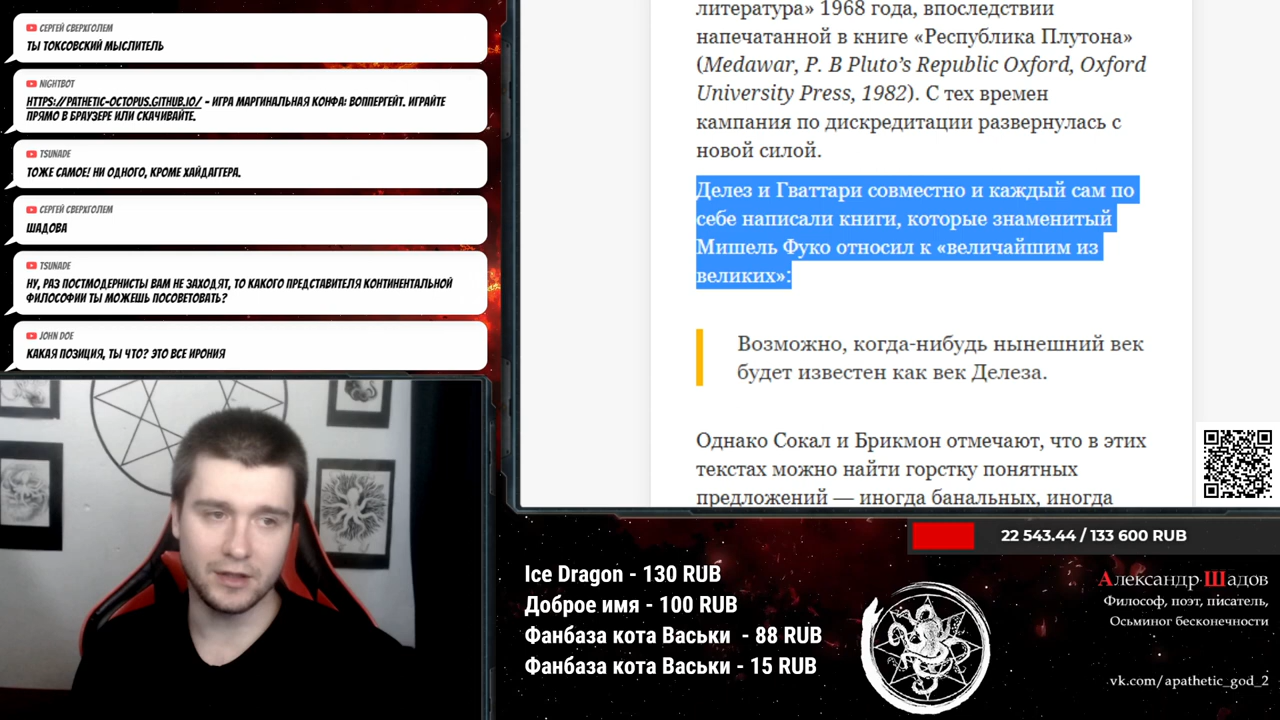 СЕРГЕЙ СВЕРХГОЛЕМ
ТЫ ТОКСОВСКИЙ МЫСЛИТЕЛЬ
NIGHTBOT
HTTPS://PATHETIC-OCTOPUS.GITHUB.IO/ - ИГРА МАРГИНАЛЬНАЯ КОНФА: ВОППЕРГЕЙТ. ИГРАЙТЕ
ПРЯМО В БРАУЗЕРЕ ИЛИ СКАЧИВАЙТЕ.
TSUNADE
ТОЖЕ САМОЕ! НИ ОДНОГО, КРОМЕ ХАЙДАГГЕРА.
СЕРГЕЙ СВЕРХГОЛЕМ
ШАДОВА
TSUNADE
НУ, РАЗ ПОСТМОДЕРНИСТЫ ВАМ НЕ ЗАХОДЯТ, ТО КАКОГО ПРЕДСТАВИТЕЛЯ КОНТИНЕНТАЛЬНОЙ
ФИЛОСОФИИ ТЫ МОЖЕШЬ ПОСОВЕТОВАТЬ?
JOHN DOE
КАКАЯ ПОЗИЦИЯ, ТЫ ЧТО? ЭТО ВСЕ ИРОНИЯ
литература» 1968 года, впоследствии
напечатанной в книге «Республика Плутона»
(Medawar, P. B Pluto’s Republic Oxford, Oxford
University Press, 1982). С тех времен
кампания по дискредитации развернулась с
новой силой.
Делез и Гваттари совместно и каждый сам по
себе написали книги, которые знаменитый
Мишель Фуко относил к «величайшим из
великих»:
Возможно, когда-нибудь нынешний век
будет известен как век Делеза.
Однако Сокал и Брикмон отмечают, что в этих
текстах можно найти горстку понятных
предложений — иногда банальных, иногда
22 543.44 / 133 600 RUB
Ice Dragon - 130 RUB
Доброе имя - 100 RUB
Фанбаза кота Васьки - 88 RUB
Фанбаза кота Васьки - 15 RUB
Александр Шадов
Философ, поэт, писатель,
Осьминог бесконечности
vk.com/apathetic_god_2